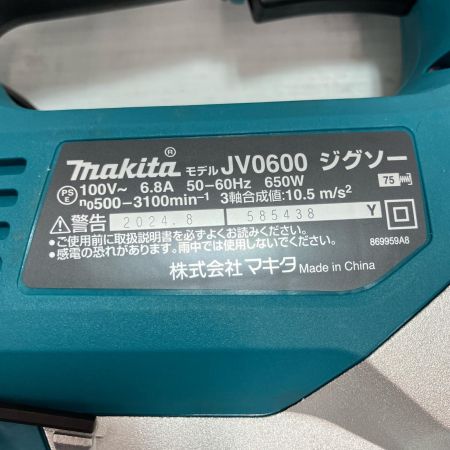 makita® モデル JV0600 ジグソー
PS E 100V～ 6.8A 50-60Hz 650W 75
n₀500-3100min⁻¹ 3軸合成値：10.5 m/s²
⚠警告 2024.8 585438 Y
•ご使用前に取扱説明書を必ずよくお読みください。
•感電の恐れがあります。雨中では使用しないでください。
869959A8
株式会社 マキタ Made in China